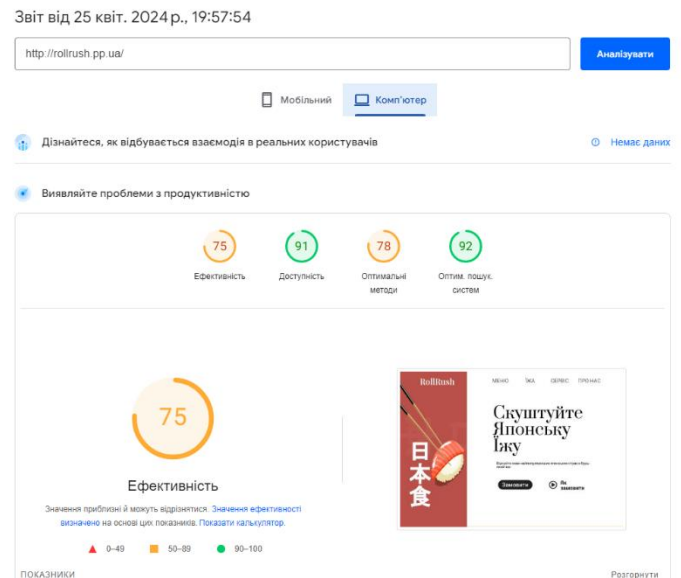 Звіт від 25 квіт. 2024 р., 19:57:54
http://rollrush.pp.ua/
Аналізувати
Мобільний
Комп'ютер
Дізнайтеся, як відбувається взаємодія в реальних користувачів
Немає даних
Виявляйте проблеми з продуктивністю
75
91
78
92
Ефективність
Доступність
Оптимальні
методи
Оптим. пошук.
систем
75
Ефективність
Значення приблизні й можуть відрізнятися. Значення ефективності
визначено на основі цих показників. Показати калькулятор.
0–49
50–89
90–100
RollRush
МЕНЮ
ЇЖА
СЕРВІС
ПРО НАС
Скуштуйте
Японську
Їжу
Замовити
Як
замовити
日本食
ПОКАЗНИКИ
Розгорнути